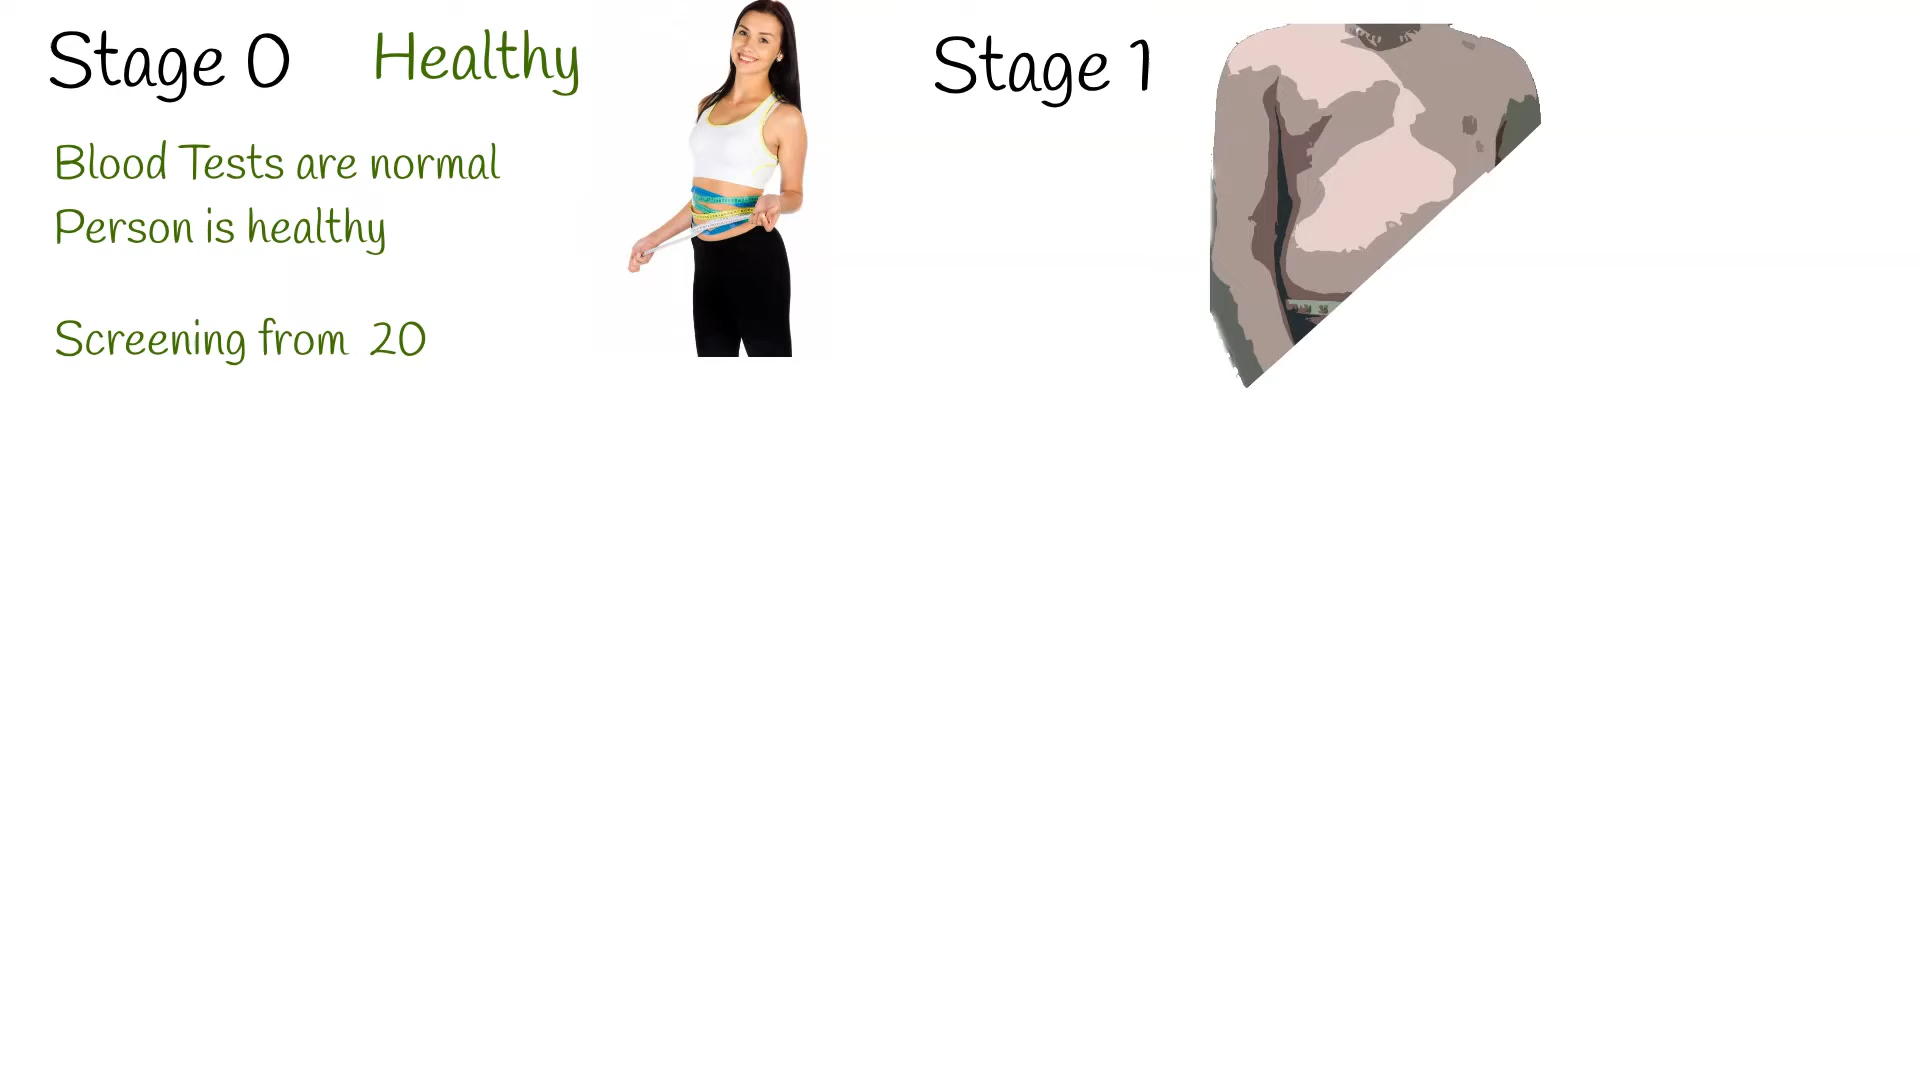 Stage 0 Healthy
Blood Tests are normal
Person is healthy
Screening from 20
Stage 1